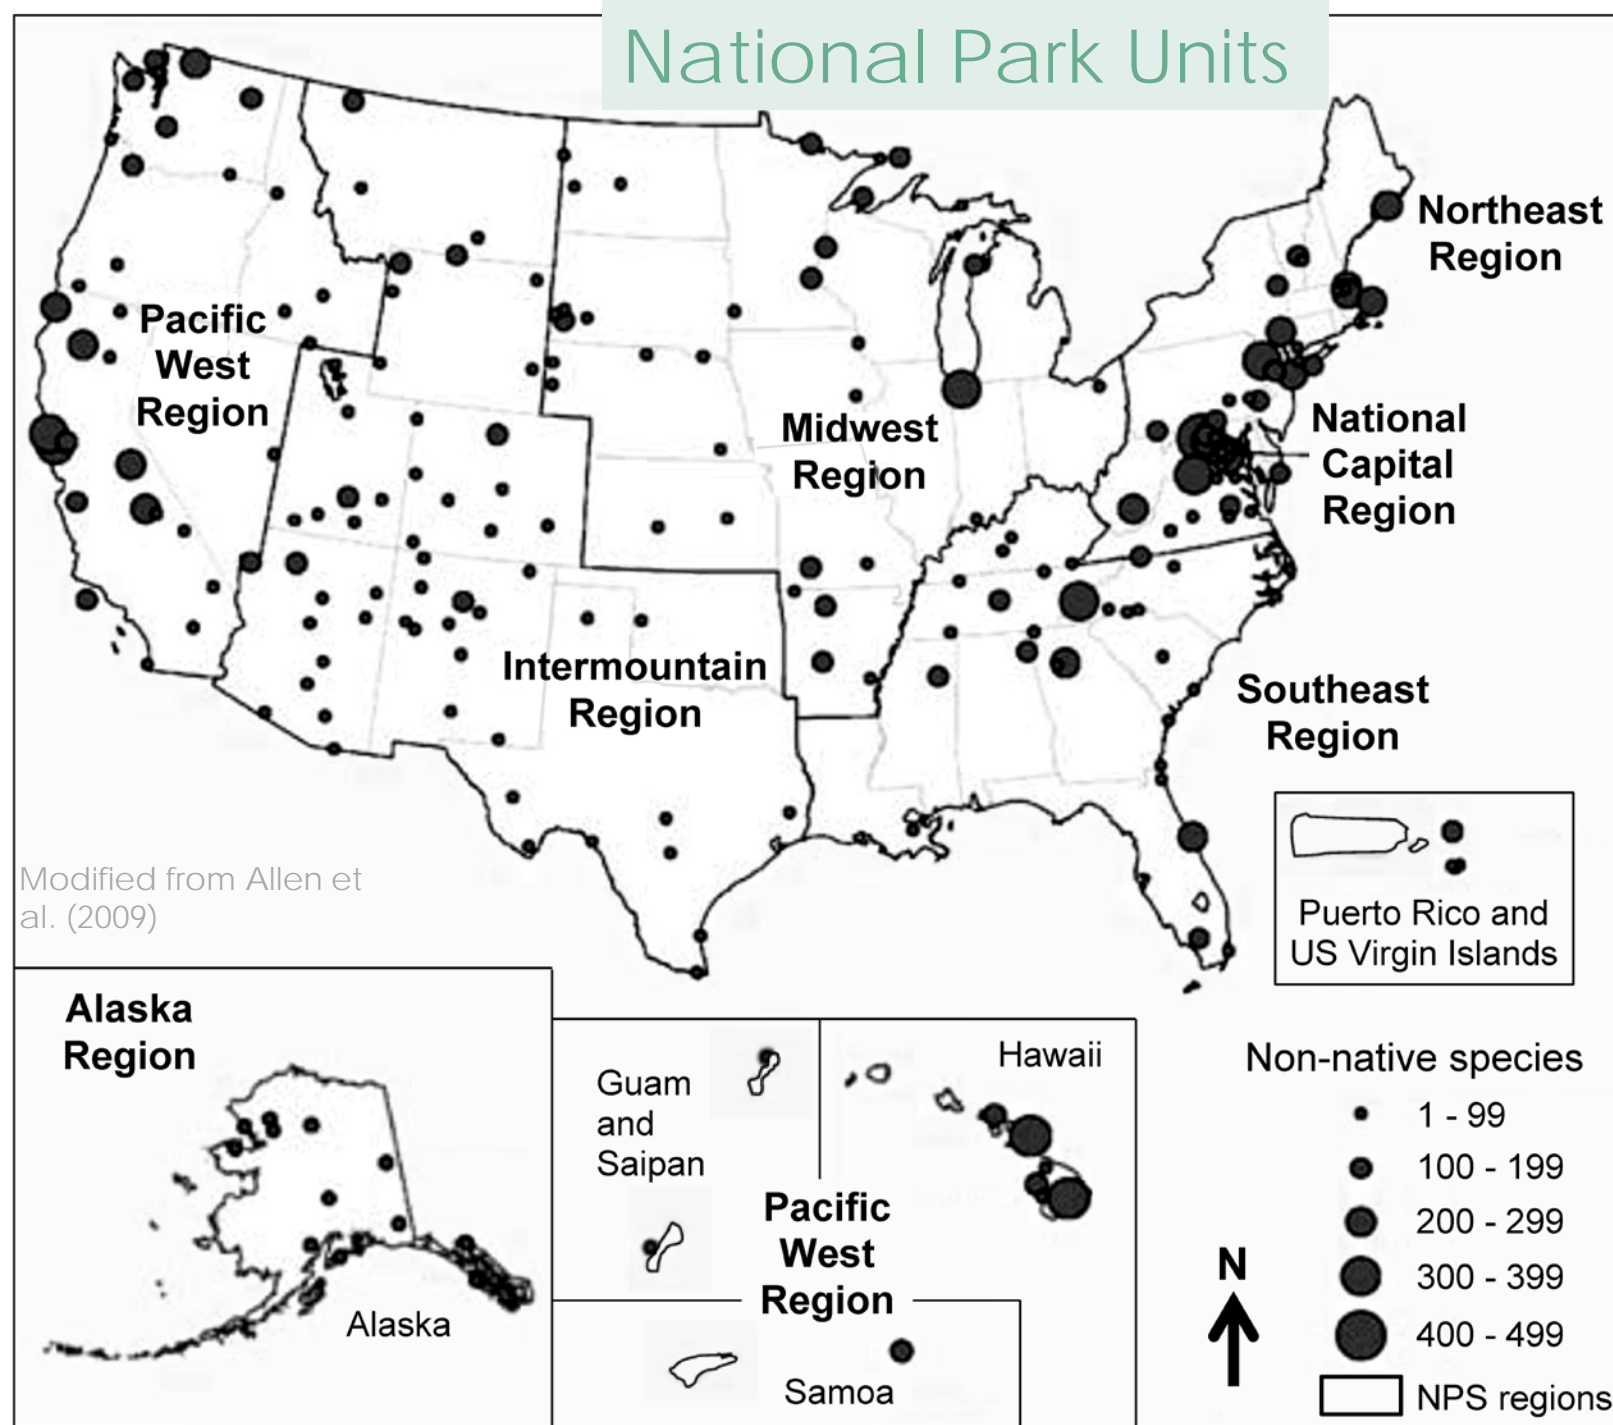 National Park Units
Northeast
Region
Pacific
West
Region
National
Capital
Region
Midwest
Region
Intermountain
Region
Southeast
Region
Modified from Allen et
al. (2009)
Puerto Rico and
US Virgin Islands
Alaska
Region
Alaska
Guam
and
Saipan
Hawaii
Pacific
West
Region
Samoa
N
Non-native species
1 - 99
100 - 199
200 - 299
300 - 399
400 - 499
NPS regions